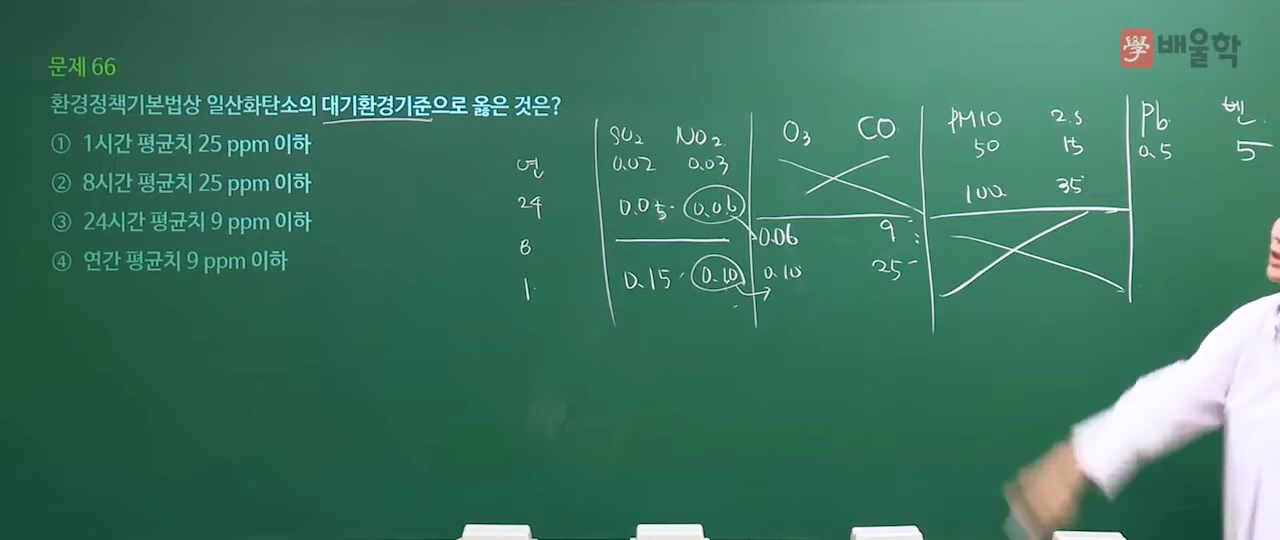 學 배울학
문제 66
환경정책기본법상 일산화탄소의 대기환경기준으로 옳은 것은?
① 1시간 평균치 25 ppm 이하
② 8시간 평균치 25 ppm 이하
③ 24시간 평균치 9 ppm 이하
④ 연간 평균치 9 ppm 이하
SO2 NO2 O3 CO PM10 2.5 Pb 벤
연 0.02 0.03 50 15 0.5 5
24 0.05 0.06 100 35
8 0.06 9
1 0.15 0.10 0.10 25